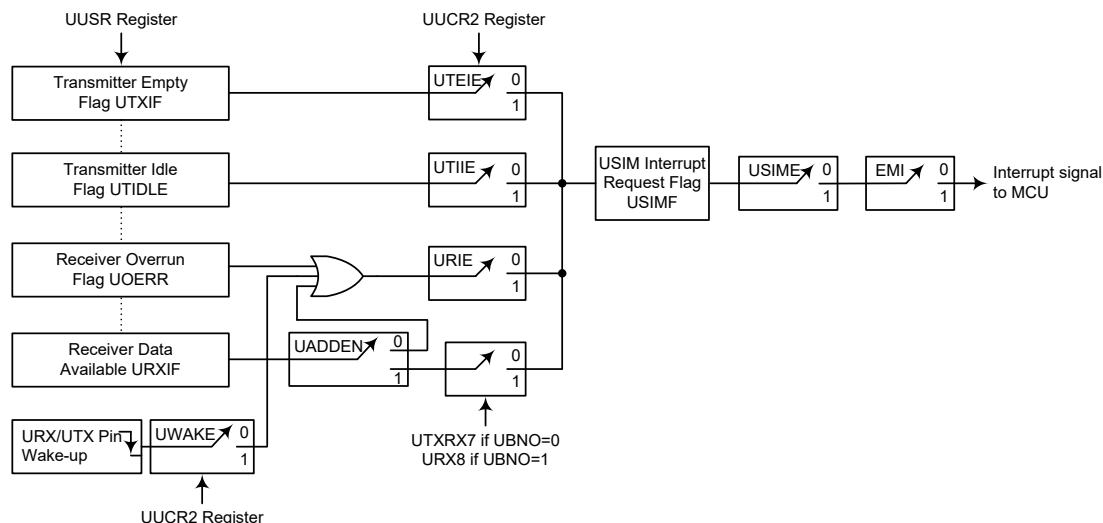 UUSR Register
UUCR2 Register
Transmitter Empty
Flag UTXIF
UTEIE
0
1
Transmitter Idle
Flag UTIDLE
UTIIE
0
1
USIM Interrupt
Request Flag
USIMF
USIME
0
1
EMI
0
1
Interrupt signal
to MCU
Receiver Overrun
Flag UOERR
URIE
0
1
Receiver Data
Available URXIF
UADDEN
0
1
0
1
UTXRX7 if UBNO=0
URX8 if UBNO=1
URX/UTX Pin
Wake-up
UWAKE
0
1
UUCR2 Register